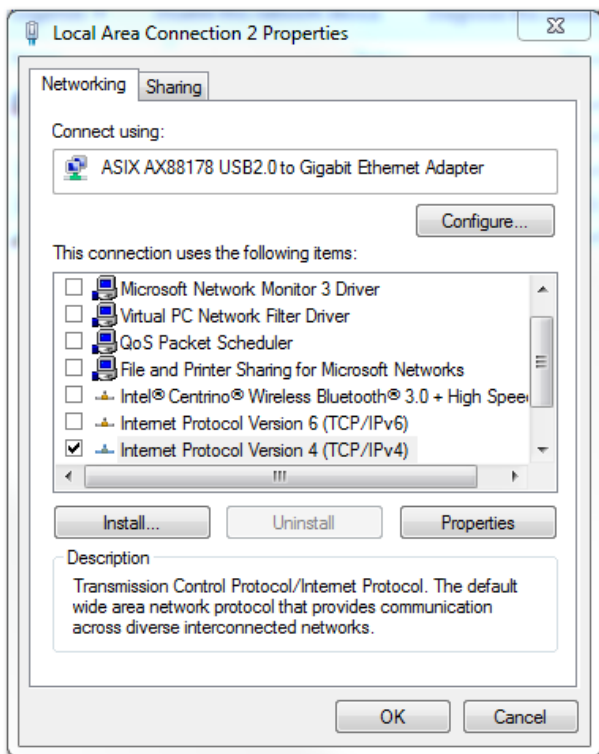 Local Area Connection 2 Properties
Networking
Sharing
Connect using:
ASIX AX88178 USB2.0 to Gigabit Ethernet Adapter
Configure...
This connection uses the following items:
Microsoft Network Monitor 3 Driver
Virtual PC Network Filter Driver
QoS Packet Scheduler
File and Printer Sharing for Microsoft Networks
Intel® Centrino® Wireless Bluetooth® 3.0 + High Speed
Internet Protocol Version 6 (TCP/IPv6)
Internet Protocol Version 4 (TCP/IPv4)
Install...
Uninstall
Properties
Description
Transmission Control Protocol/Internet Protocol. The default
wide area network protocol that provides communication
across diverse interconnected networks.
OK
Cancel